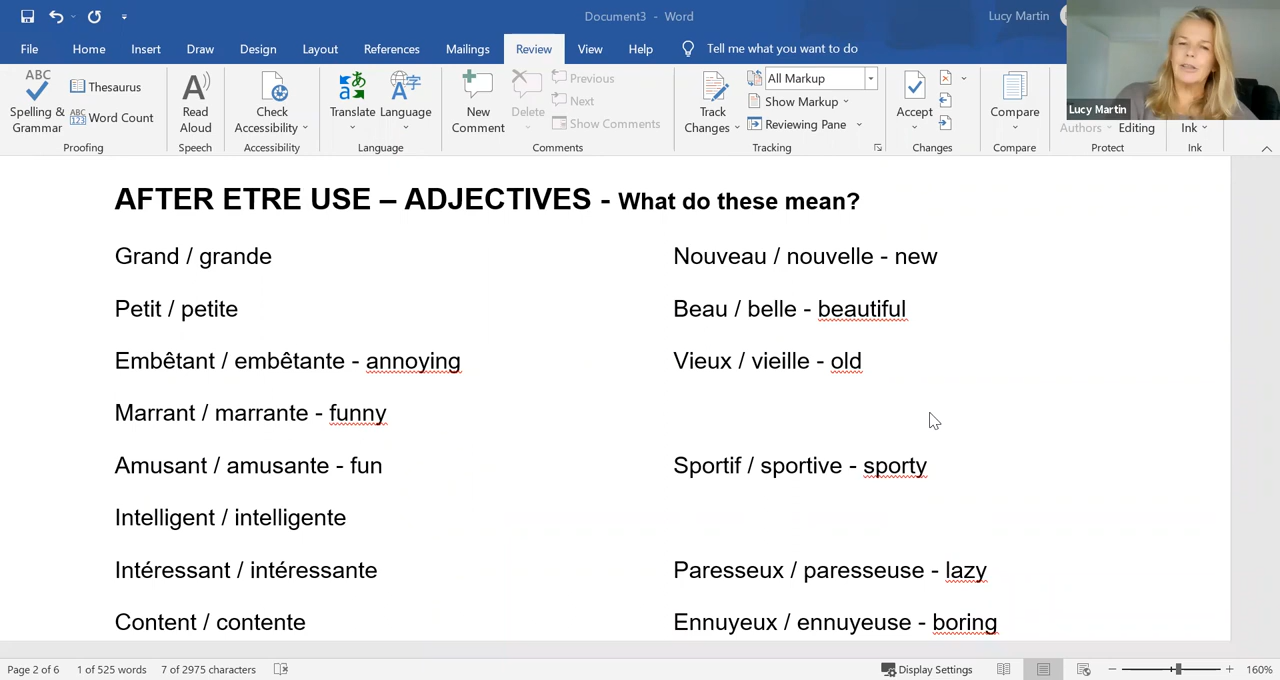 Document3 - Word
Lucy Martin
File Home Insert Draw Design Layout References Mailings Review View Help Tell me what you want to do
ABC
Spelling &
Grammar
Thesaurus
ABC
123 Word Count
Proofing
A
Read
Aloud
Speech
Check
Accessibility
Accessibility
Translate
Language
Language
New
Comment
Delete
Previous
Next
Show Comments
Comments
Track
Changes
All Markup
Show Markup
Reviewing Pane
Tracking
Accept
Changes
Compare
Compare
Lucy Martin
Authors
Editing
Protect
Ink
Ink
AFTER ETRE USE – ADJECTIVES - What do these mean?
Grand / grande
Nouveau / nouvelle - new
Petit / petite
Beau / belle - beautiful
Embêtant / embêtante - annoying
Vieux / vieille - old
Marrant / marrante - funny
Amusant / amusante - fun
Sportif / sportive - sporty
Intelligent / intelligente
Intéressant / intéressante
Paresseux / paresseuse - lazy
Content / contente
Ennuyeux / ennuyeuse - boring
Page 2 of 6 1 of 525 words 7 of 2975 characters Display Settings 160%